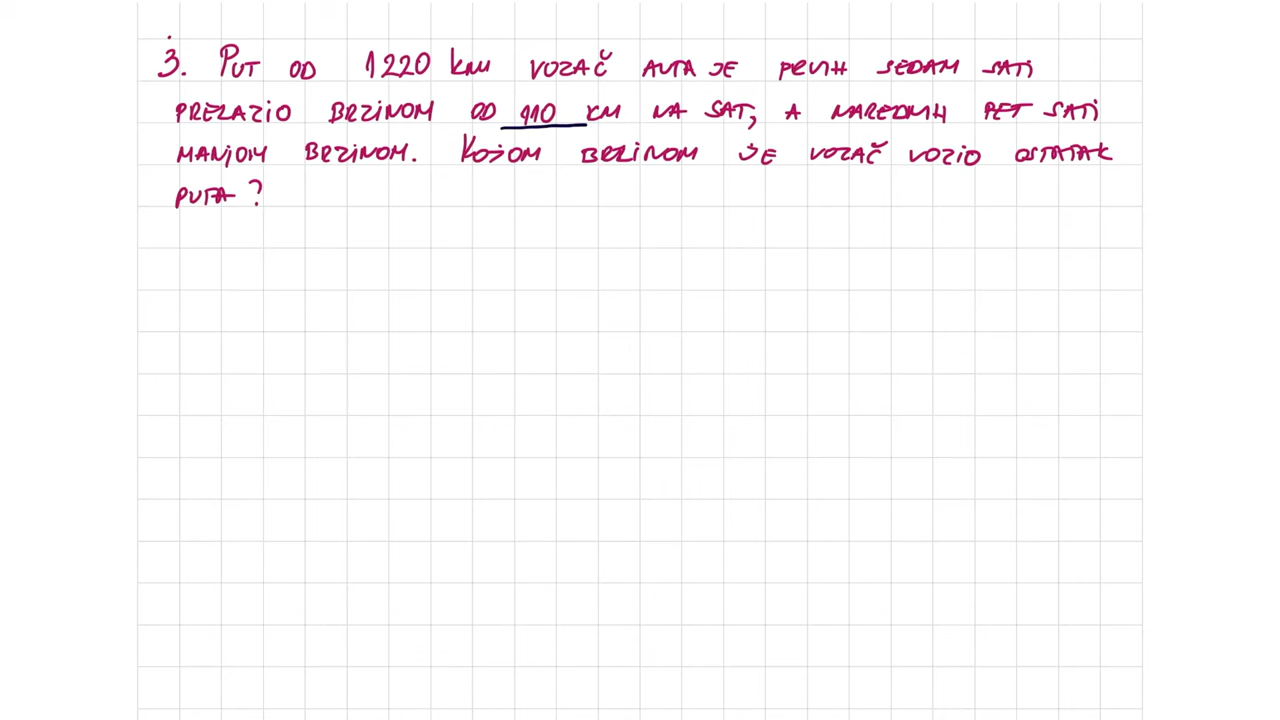 3. PUT OD 1220 km VOZAČ AUTA JE PRVIH SEDAM SATI
PRELAZIO BRZINOM OD 110 KM NA SAT, A NAREDNIH PET SATI
MANJOM BRZINOM. KOJOM BRZINOM JE VOZAČ VOZIO OSTATAK
PUTA?